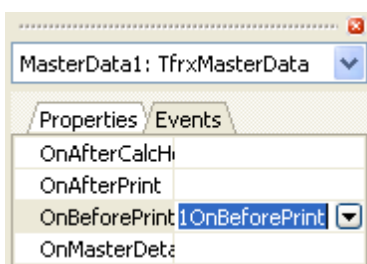 MasterData1: TfrxMasterData
Properties Events
OnAfterCalcH
OnAfterPrint
OnBeforePrint 1OnBeforePrint
OnMasterDeta